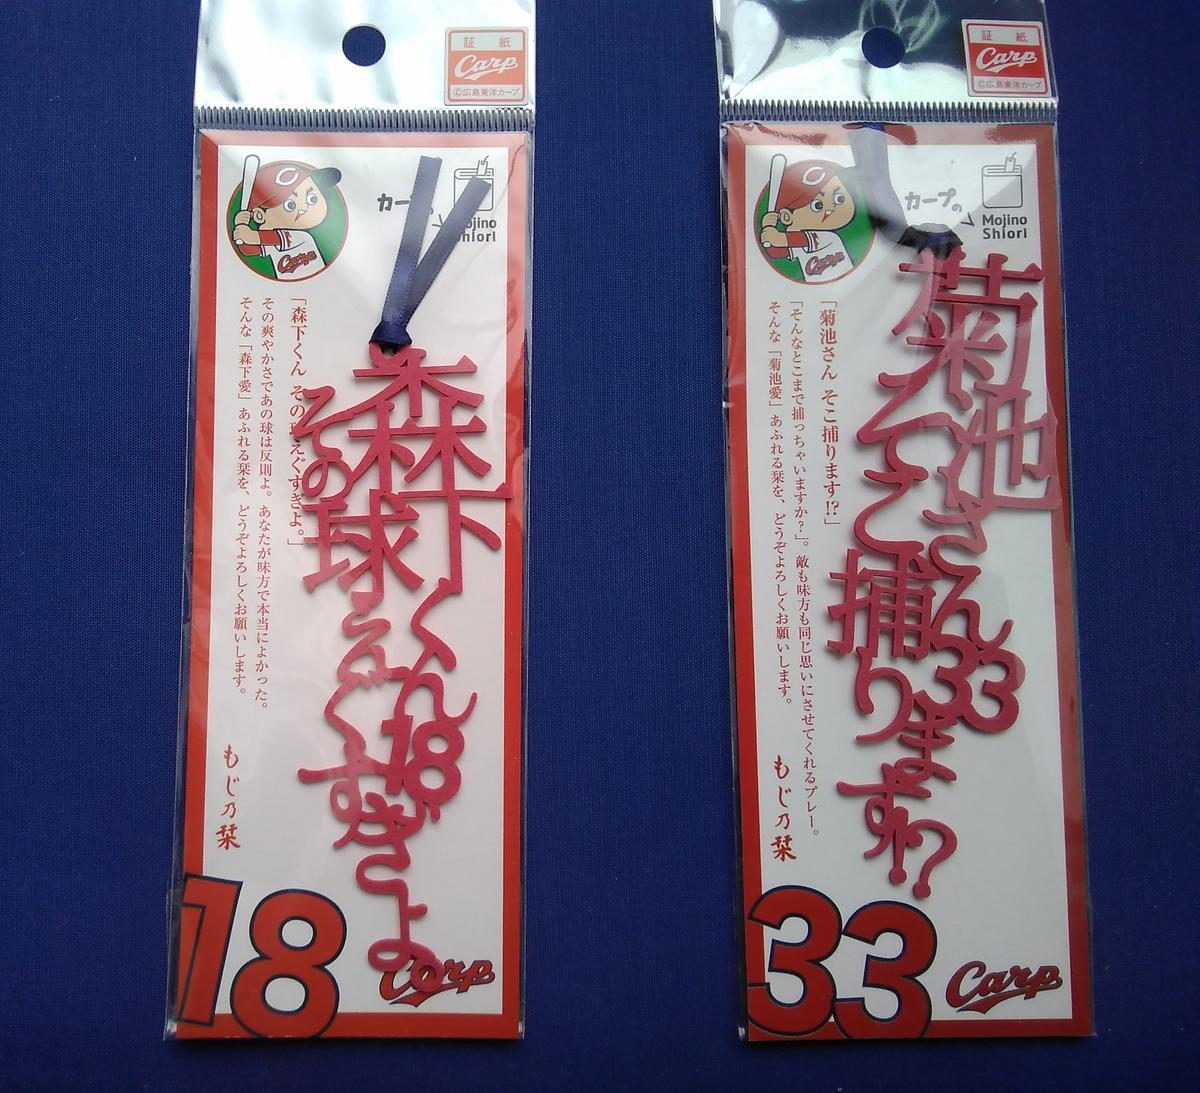 証 紙
Carp
©広島東洋カープ
カープの
Mojino
Shiori
「森下くん その球えぐすぎよ。」
その爽やかさであの球は反則よ。あなたが味方で本当によかった。
そんな「森下愛」あふれる栞を、どうぞよろしくお願いします。
もじ乃栞
森下くん18
その球えぐすぎよ
18
Carp
証 紙
Carp
©広島東洋カープ
カープの
Mojino
Shiori
「菊池さん そこ捕ります!?」
「そんなとこまで捕っちゃいますか?」。敵も味方も同じ思いにさせてくれるプレー。
そんな「菊池愛」あふれる栞を、どうぞよろしくお願いします。
もじ乃栞
菊池さん33
そこ捕ります!?
33
Carp